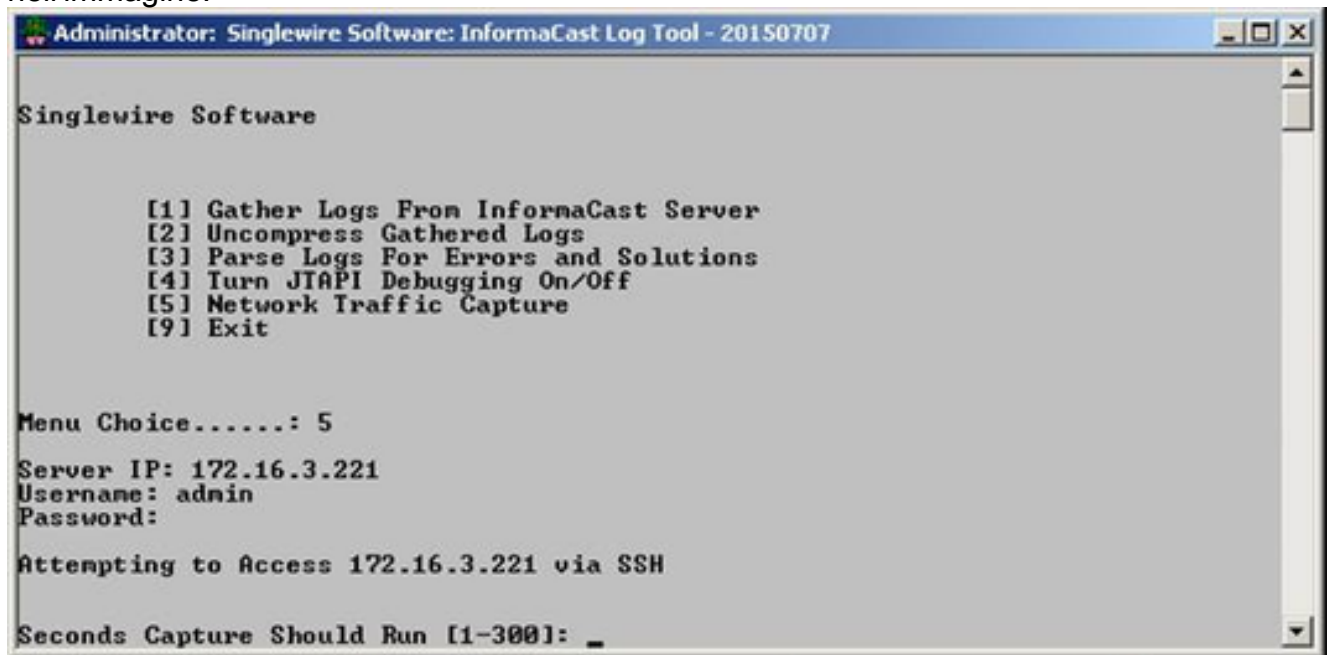 nell'immagine.
Administrator: Singlewire Software: InformaCast Log Tool - 20150707
Singlewire Software
[1] Gather Logs From InformaCast Server
[2] Uncompress Gathered Logs
[3] Parse Logs For Errors and Solutions
[4] Turn JTAPI Debugging On/Off
[5] Network Traffic Capture
[9] Exit
Menu Choice......: 5
Server IP: 172.16.3.221
Username: admin
Password:
Attempting to Access 172.16.3.221 via SSH
Seconds Capture Should Run [1-300]: _